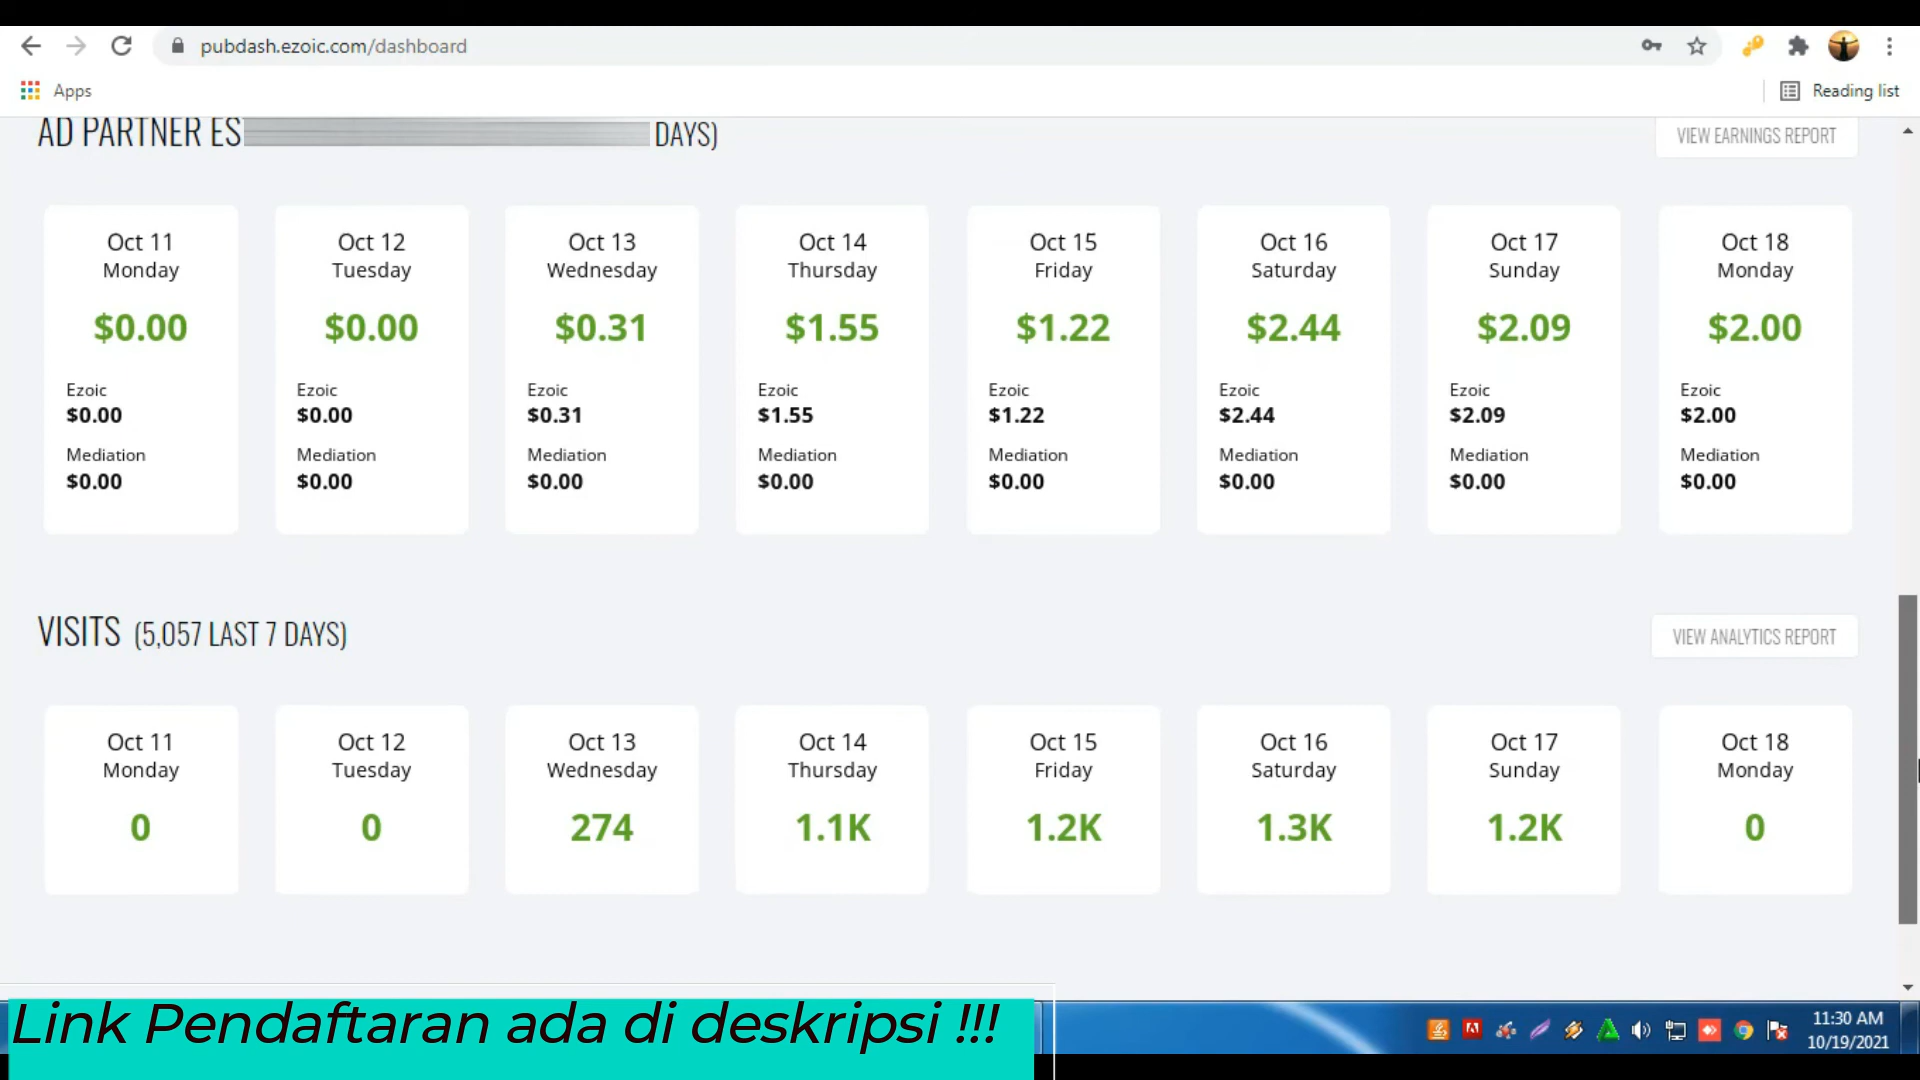 pubdash.ezoic.com/dashboard
Apps
Reading list
AD PARTNER ES DAYS)
VIEW EARNINGS REPORT
Oct 11 Oct 12 Oct 13 Oct 14 Oct 15 Oct 16 Oct 17 Oct 18
Monday Tuesday Wednesday Thursday Friday Saturday Sunday Monday
$0.00 $0.00 $0.31 $1.55 $1.22 $2.44 $2.09 $2.00
Ezoic Ezoic Ezoic Ezoic Ezoic Ezoic Ezoic Ezoic
$0.00 $0.00 $0.31 $1.55 $1.22 $2.44 $2.09 $2.00
Mediation Mediation Mediation Mediation Mediation Mediation Mediation Mediation
$0.00 $0.00 $0.00 $0.00 $0.00 $0.00 $0.00 $0.00
VISITS (5,057 LAST 7 DAYS)
VIEW ANALYTICS REPORT
Oct 11 Oct 12 Oct 13 Oct 14 Oct 15 Oct 16 Oct 17 Oct 18
Monday Tuesday Wednesday Thursday Friday Saturday Sunday Monday
0 0 274 1.1K 1.2K 1.3K 1.2K 0
Link Pendaftaran ada di deskripsi !!!
11:30 AM
10/19/2021